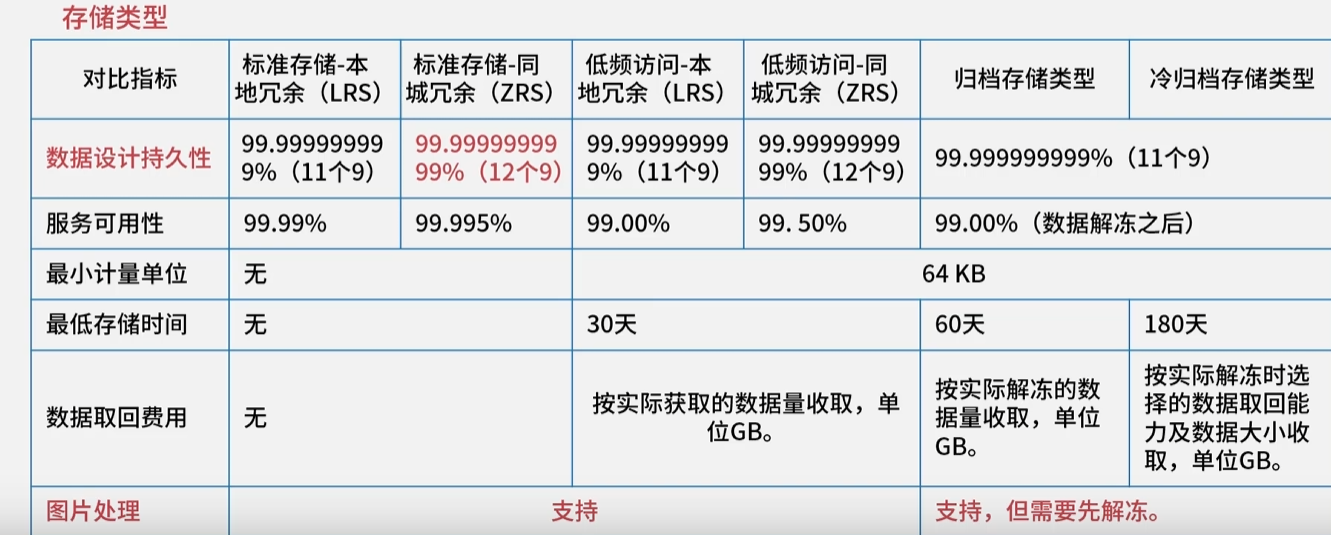 存储类型
对比指标
标准存储-本
地冗余（LRS）
标准存储-同
城冗余（ZRS）
低频访问-本
地冗余（LRS）
低频访问-同
城冗余（ZRS）
归档存储类型
冷归档存储类型
数据设计持久性
99.99999999
9%（11个9）
99.99999999
99%（12个9）
99.99999999
9%（11个9）
99.99999999
99%（12个9）
99.999999999%（11个9）
服务可用性
99.99%
99.995%
99.00%
99. 50%
99.00%（数据解冻之后）
最小计量单位
无
64 KB
最低存储时间
无
30天
60天
180天
数据取回费用
无
按实际获取的数据量收取，单
位GB。
按实际解冻的数
据量收取，单位
GB。
按实际解冻时选
择的数据取回能
力及数据大小收
取，单位GB。
图片处理
支持
支持，但需要先解冻。